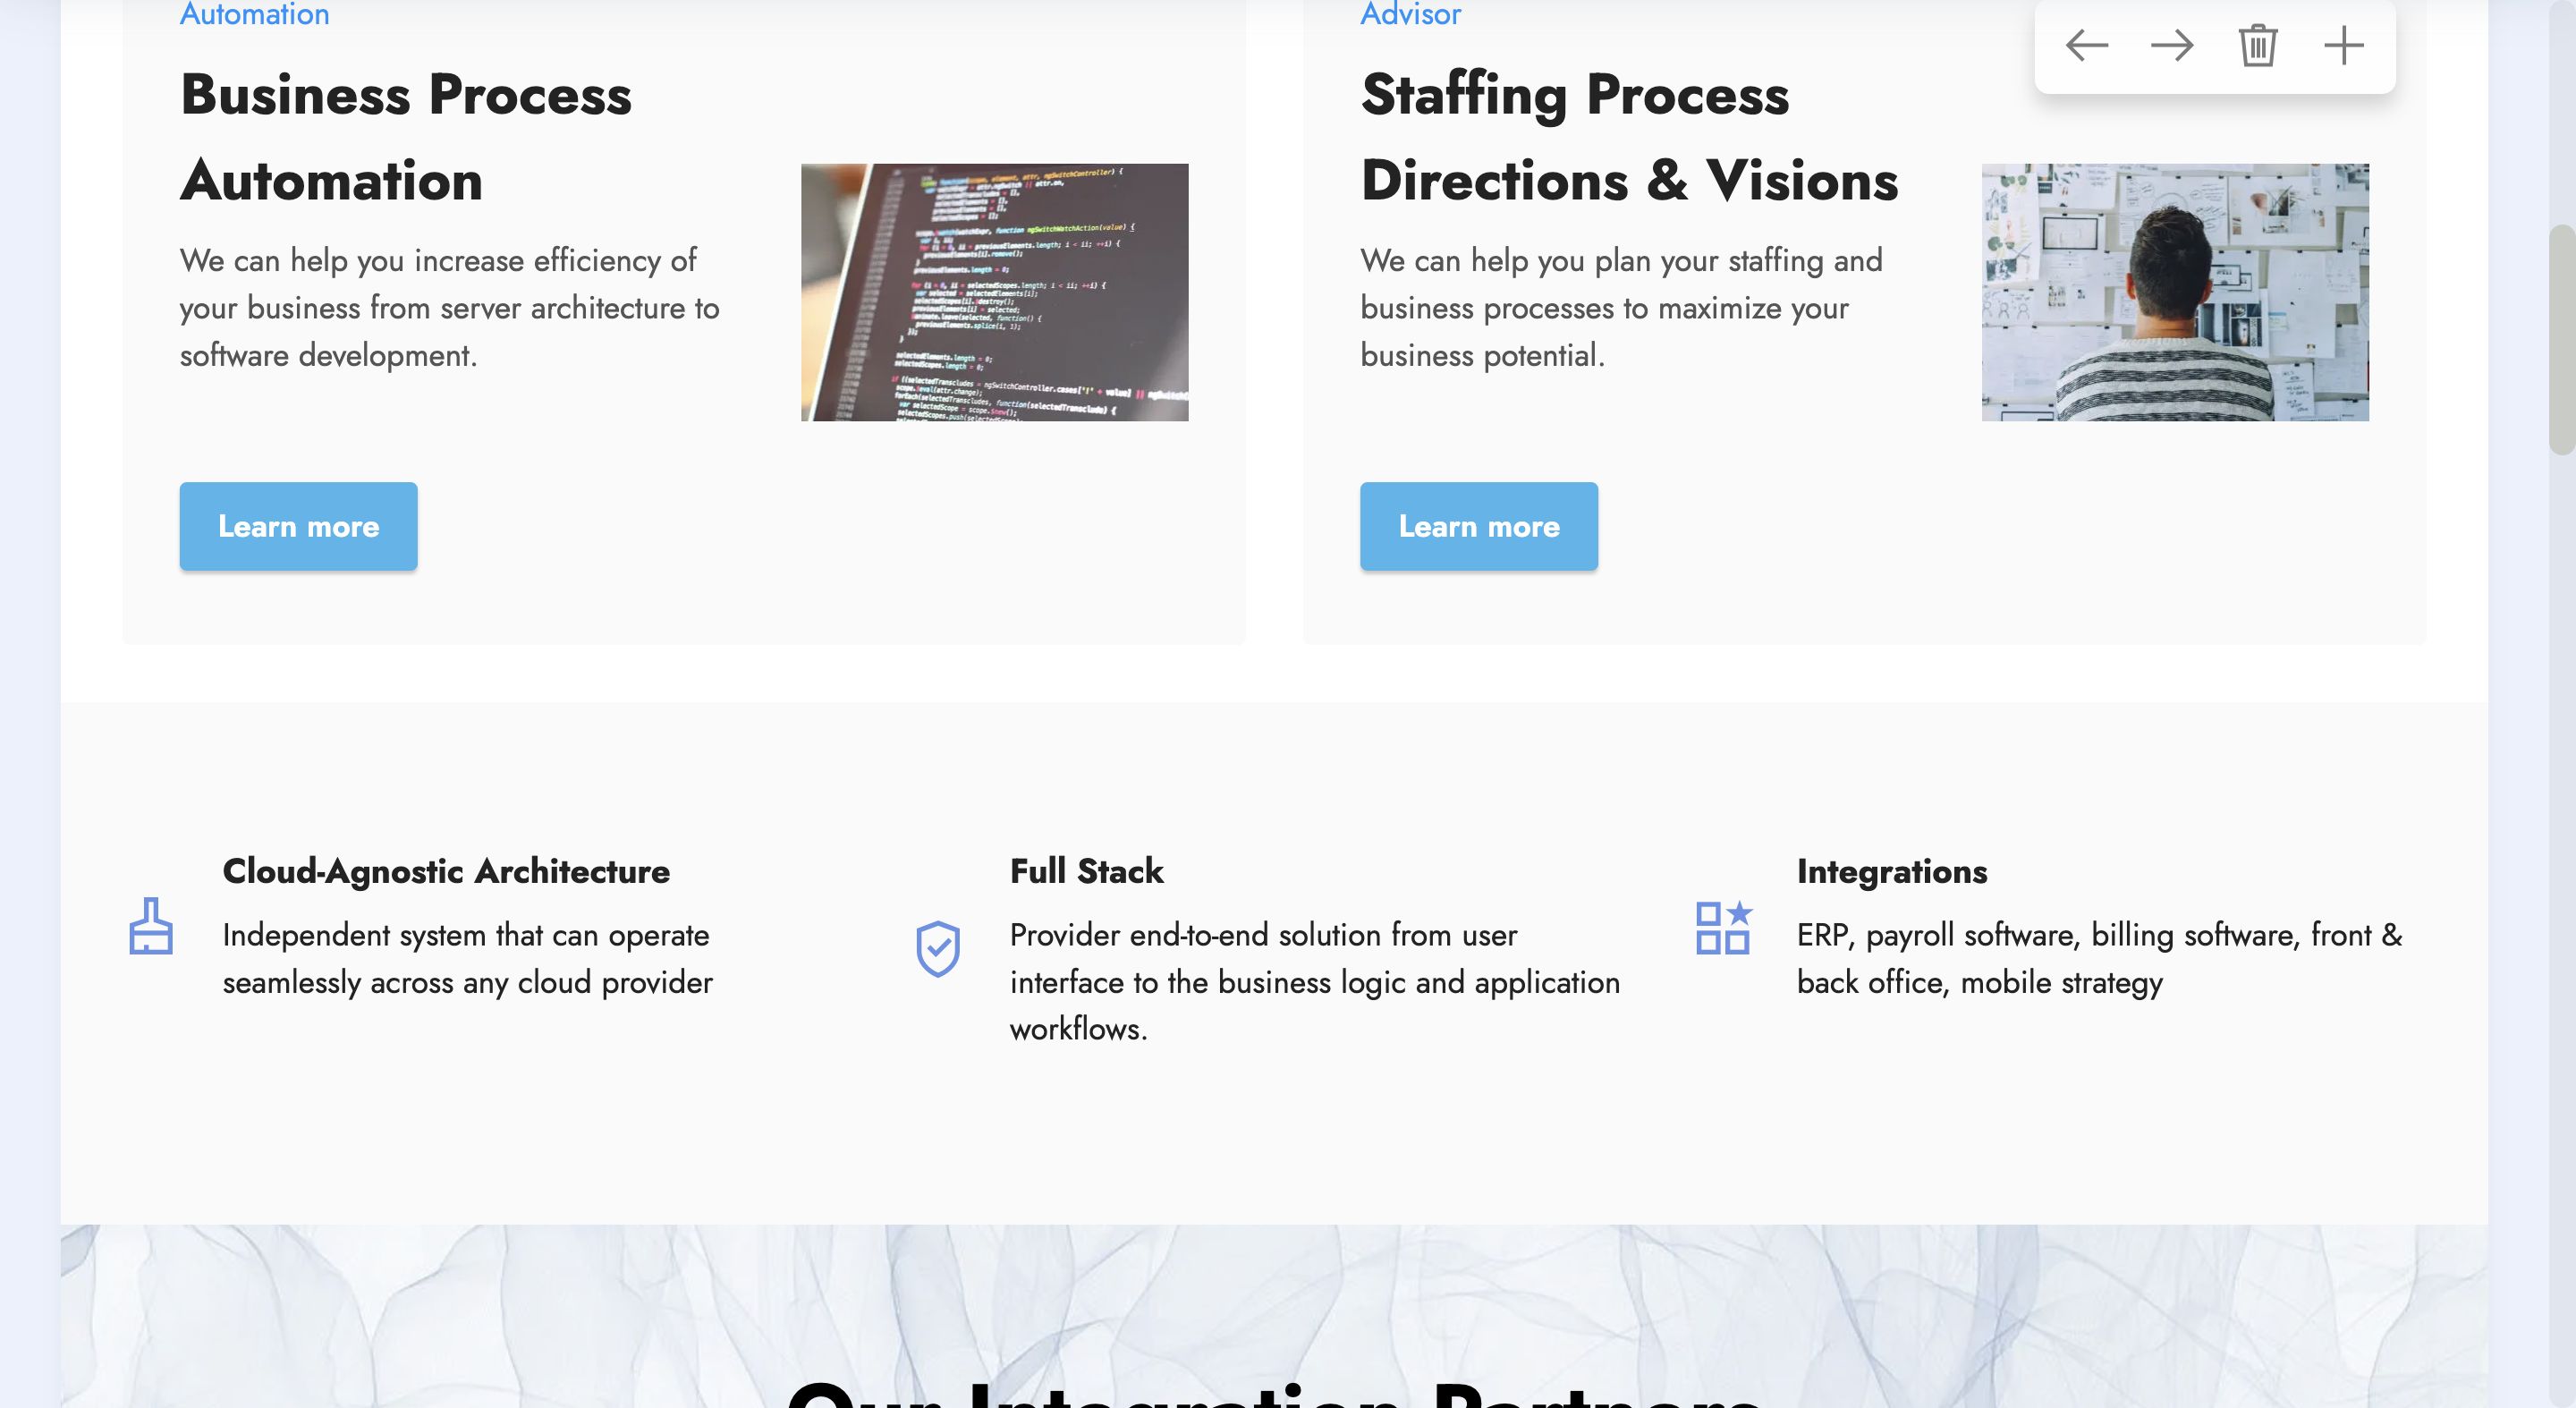 Automation
Business Process
Automation
We can help you increase efficiency of
your business from server architecture to
software development.
Learn more
Advisor
Staffing Process
Directions & Visions
We can help you plan your staffing and
business processes to maximize your
business potential.
Learn more
Cloud-Agnostic Architecture
Independent system that can operate
seamlessly across any cloud provider
Full Stack
Provider end-to-end solution from user
interface to the business logic and application
workflows.
Integrations
ERP, payroll software, billing software, front &
back office, mobile strategy
Our Integration Partners